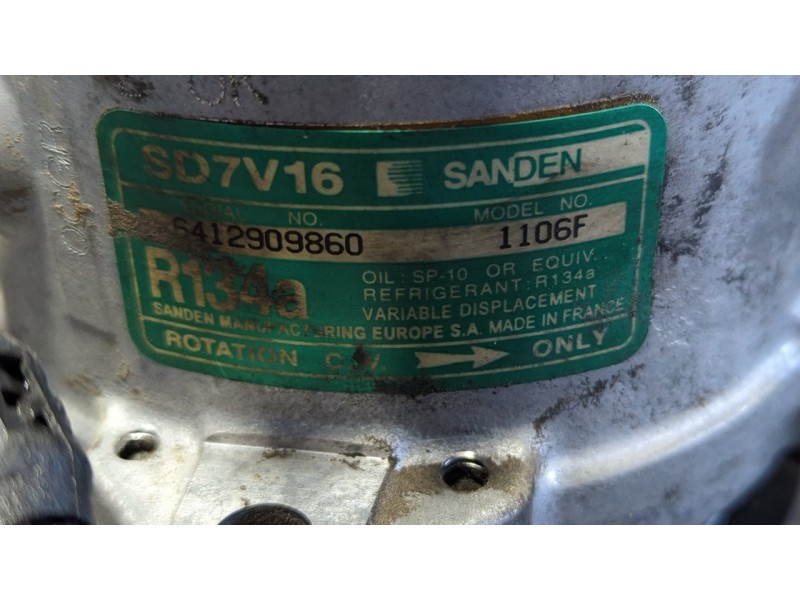 SD7V16 SANDEN
NO. MODEL NO.
6412909860 1106F
R134a
OIL : SP-10 OR EQUIV.
REFRIGERANT : R134a
VARIABLE DISPLACEMENT
SANDEN MANUFACTURING EUROPE S.A. MADE IN FRANCE
ROTATION C.W. ONLY